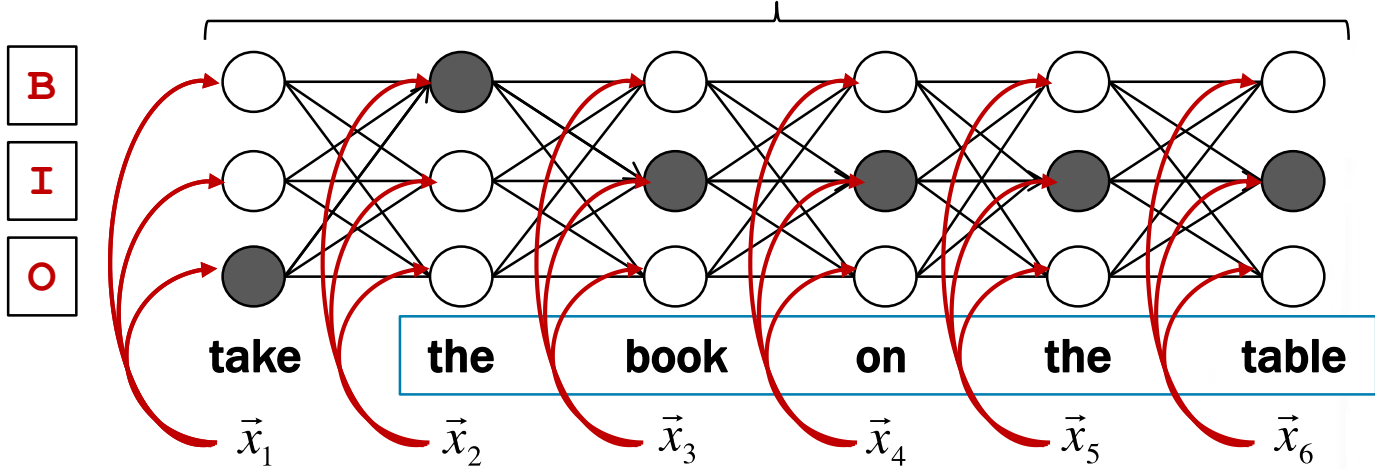 B
I
O
take the book on the table
x⃗₁ x⃗₂ x⃗₃ x⃗₄ x⃗₅ x⃗₆